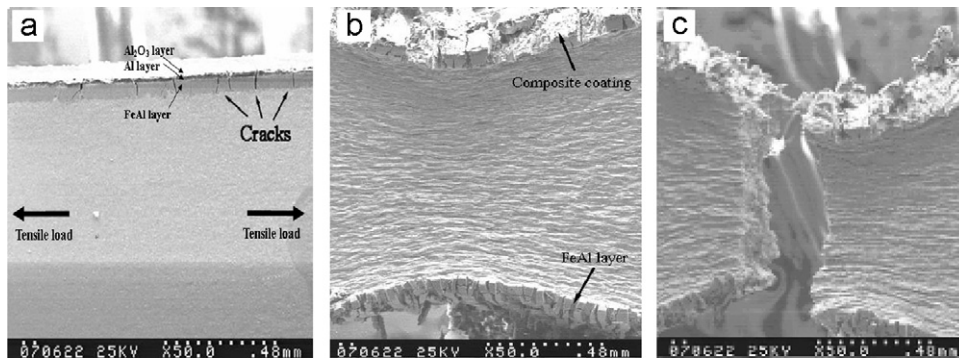 a
Al₂O₃ layer
Al layer
FeAl layer
Cracks
Tensile load
Tensile load
070622 25KV X50.0 .48mm
b
Composite coating
FeAl layer
070622 25KV X50.0 .48mm
c
070622 25KV X50.0 .48mm